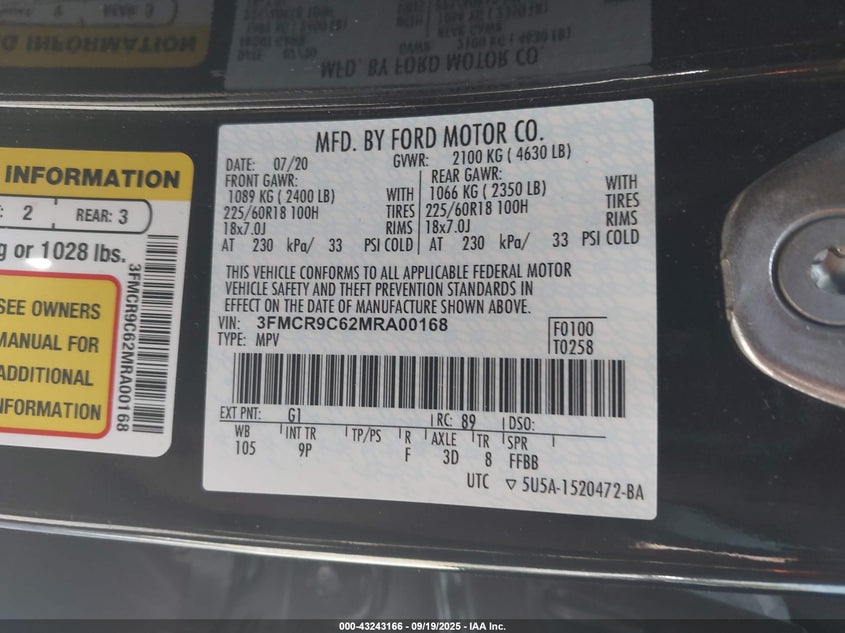 INFORMATION
2 REAR: 3
g or 1028 lbs.
SEE OWNERS
MANUAL FOR
ADDITIONAL
INFORMATION
3FMCR9C62MRA00168
MFD. BY FORD MOTOR CO.
DATE: 07/20 GVWR: 2100 KG ( 4630 LB)
FRONT GAWR: REAR GAWR:
1089 KG ( 2400 LB) WITH 1066 KG ( 2350 LB) WITH
225/60R18 100H TIRES 225/60R18 100H TIRES
18x7.0J RIMS 18x7.0J RIMS
AT 230 kPa/ 33 PSI COLD AT 230 kPa/ 33 PSI COLD
THIS VEHICLE CONFORMS TO ALL APPLICABLE FEDERAL MOTOR
VEHICLE SAFETY AND THEFT PREVENTION STANDARDS IN
EFFECT ON THE DATE OF MANUFACTURE SHOWN ABOVE.
VIN: 3FMCR9C62MRA00168 F0100
TYPE: MPV T0258
EXT PNT: G1 RC: 89 DSO:
WB INT TR TP/PS R AXLE TR SPR
105 9P F 3D 8 FFBB
UTC ▽ 5U5A-1520472-BA
000-43243166 - 09/19/2025 - IAA Inc.